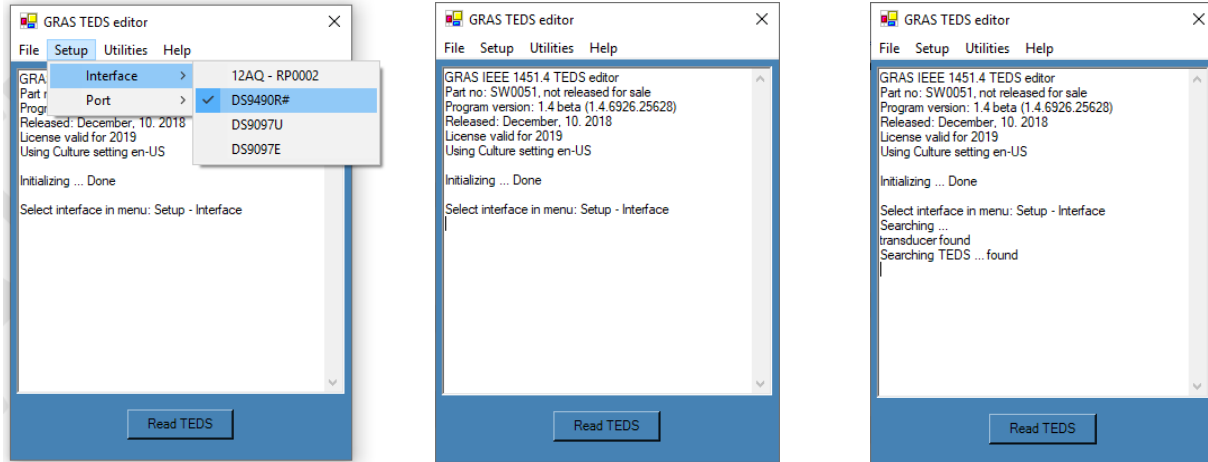 GRAS TEDS editor
File Setup Utilities Help
Interface
Port
12AQ - RP0002
DS9490R#
DS9097U
DS9097E
GRA
Part r
Progr
Released: December, 10. 2018
License valid for 2019
Using Culture setting en-US
Initializing ... Done
Select interface in menu: Setup - Interface
Read TEDS
GRAS TEDS editor
File Setup Utilities Help
GRAS IEEE 1451.4 TEDS editor
Part no: SW0051, not released for sale
Program version: 1.4 beta (1.4.6926.25628)
Released: December, 10. 2018
License valid for 2019
Using Culture setting en-US
Initializing ... Done
Select interface in menu: Setup - Interface
Read TEDS
GRAS TEDS editor
File Setup Utilities Help
GRAS IEEE 1451.4 TEDS editor
Part no: SW0051, not released for sale
Program version: 1.4 beta (1.4.6926.25628)
Released: December, 10. 2018
License valid for 2019
Using Culture setting en-US
Initializing ... Done
Select interface in menu: Setup - Interface
Searching ...
transducer found
Searching TEDS ... found
Read TEDS